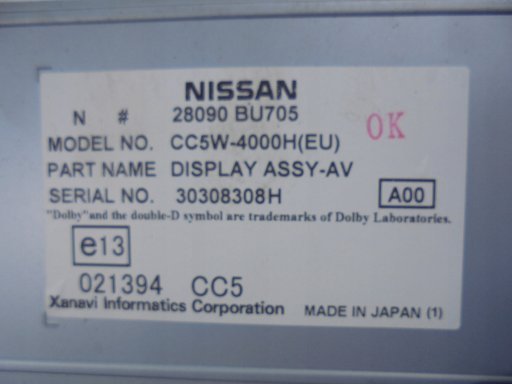 NISSAN
N # 28090 BU705
OK
MODEL NO. CC5W-4000H(EU)
PART NAME DISPLAY ASSY-AV
SERIAL NO. 30308308H A00
"Dolby"and the double-D symbol are trademarks of Dolby Laboratories.
e13
021394 CC5
Xanavi Informatics Corporation MADE IN JAPAN (1)